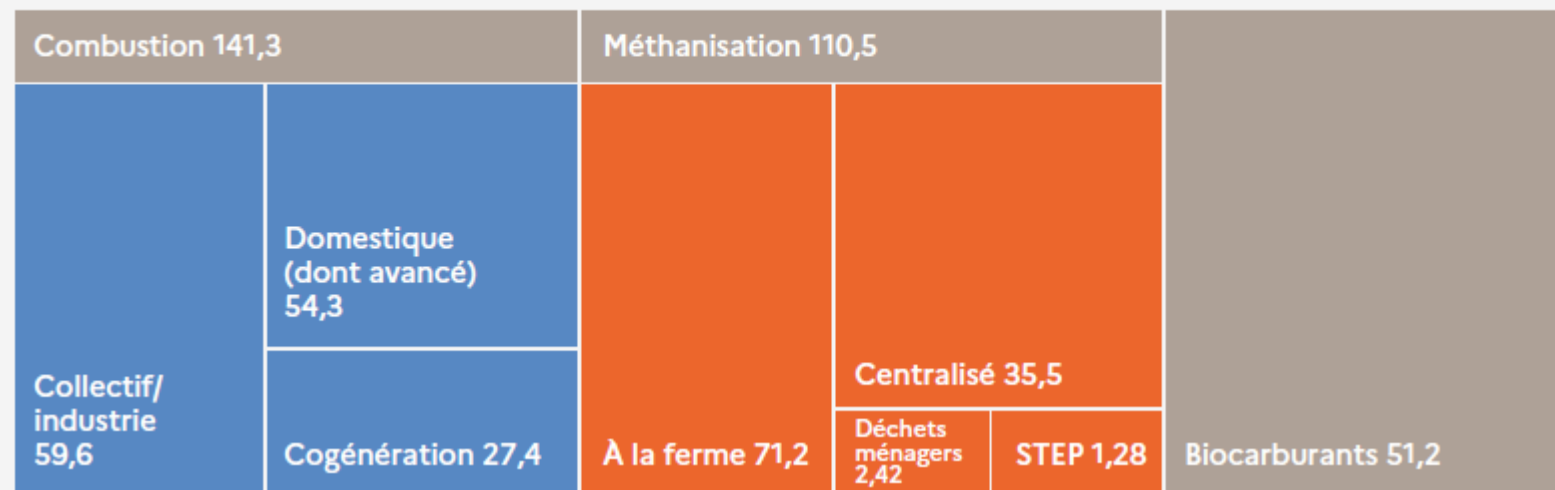 Combustion 141,3
Collectif/
industrie
59,6
Domestique
(dont avancé)
54,3
Cogénération 27,4
Méthanisation 110,5
À la ferme 71,2
Centralisé 35,5
Déchets
ménagers
2,42
STEP 1,28
Biocarburants 51,2